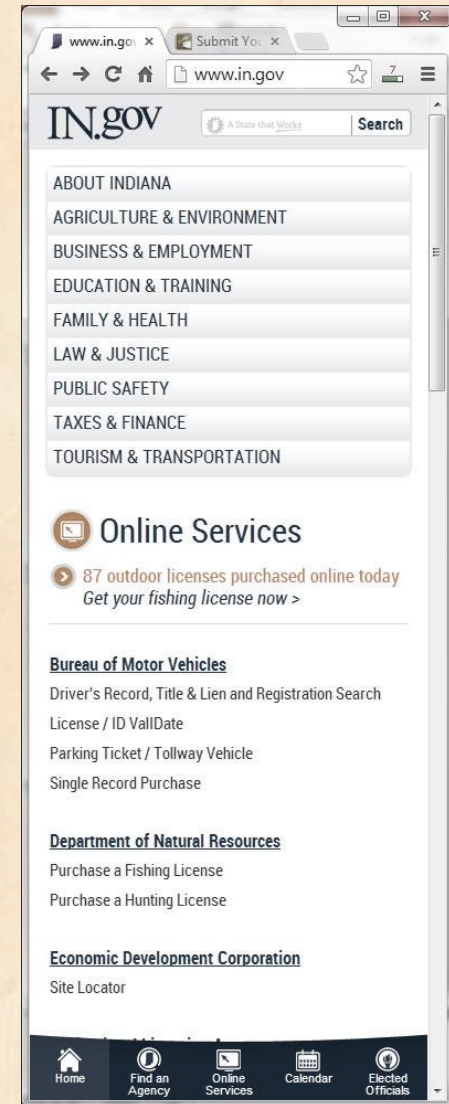 www.in.go
Submit You
www.in.gov
7
IN.gov
A State that Works
Search
ABOUT INDIANA
AGRICULTURE & ENVIRONMENT
BUSINESS & EMPLOYMENT
EDUCATION & TRAINING
FAMILY & HEALTH
LAW & JUSTICE
PUBLIC SAFETY
TAXES & FINANCE
TOURISM & TRANSPORTATION
Online Services
87 outdoor licenses purchased online today
Get your fishing license now >
Bureau of Motor Vehicles
Driver's Record, Title & Lien and Registration Search
License / ID ValIDate
Parking Ticket / Tollway Vehicle
Single Record Purchase
Department of Natural Resources
Purchase a Fishing License
Purchase a Hunting License
Economic Development Corporation
Site Locator
Home
Find an Agency
Online Services
Calendar
Elected Officials